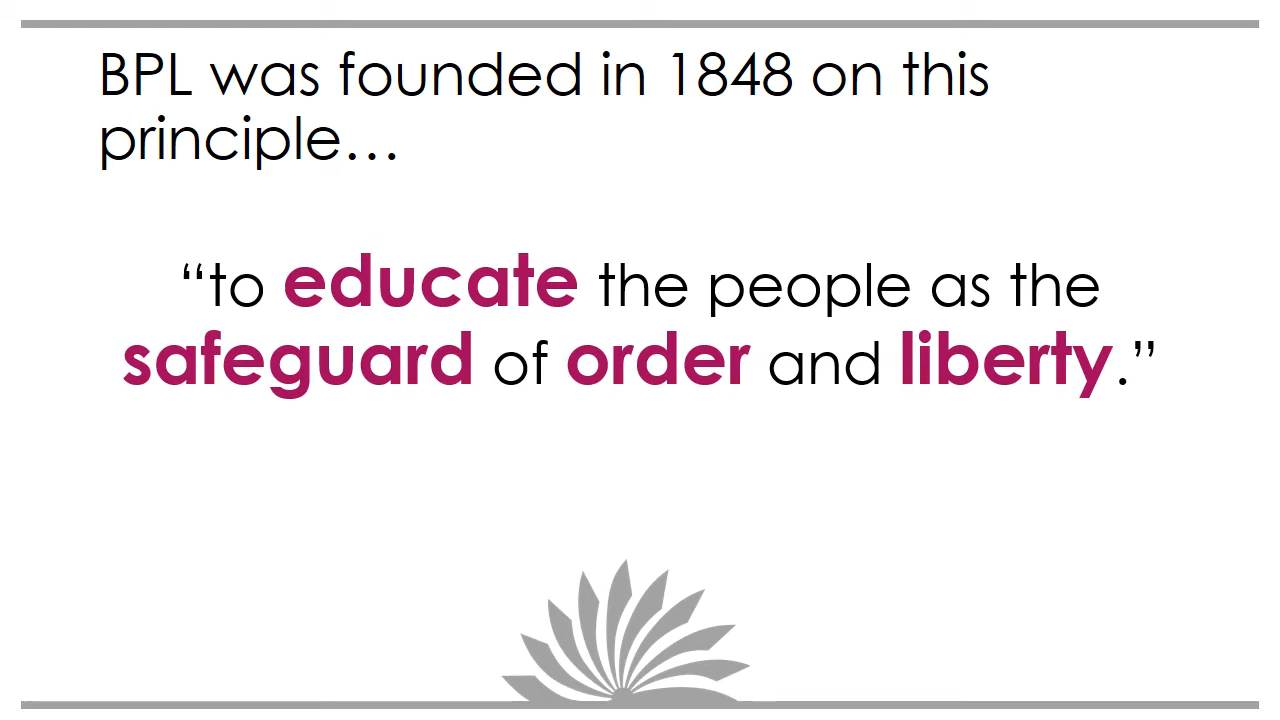 BPL was founded in 1848 on this
principle…
“to educate the people as the
safeguard of order and liberty.”